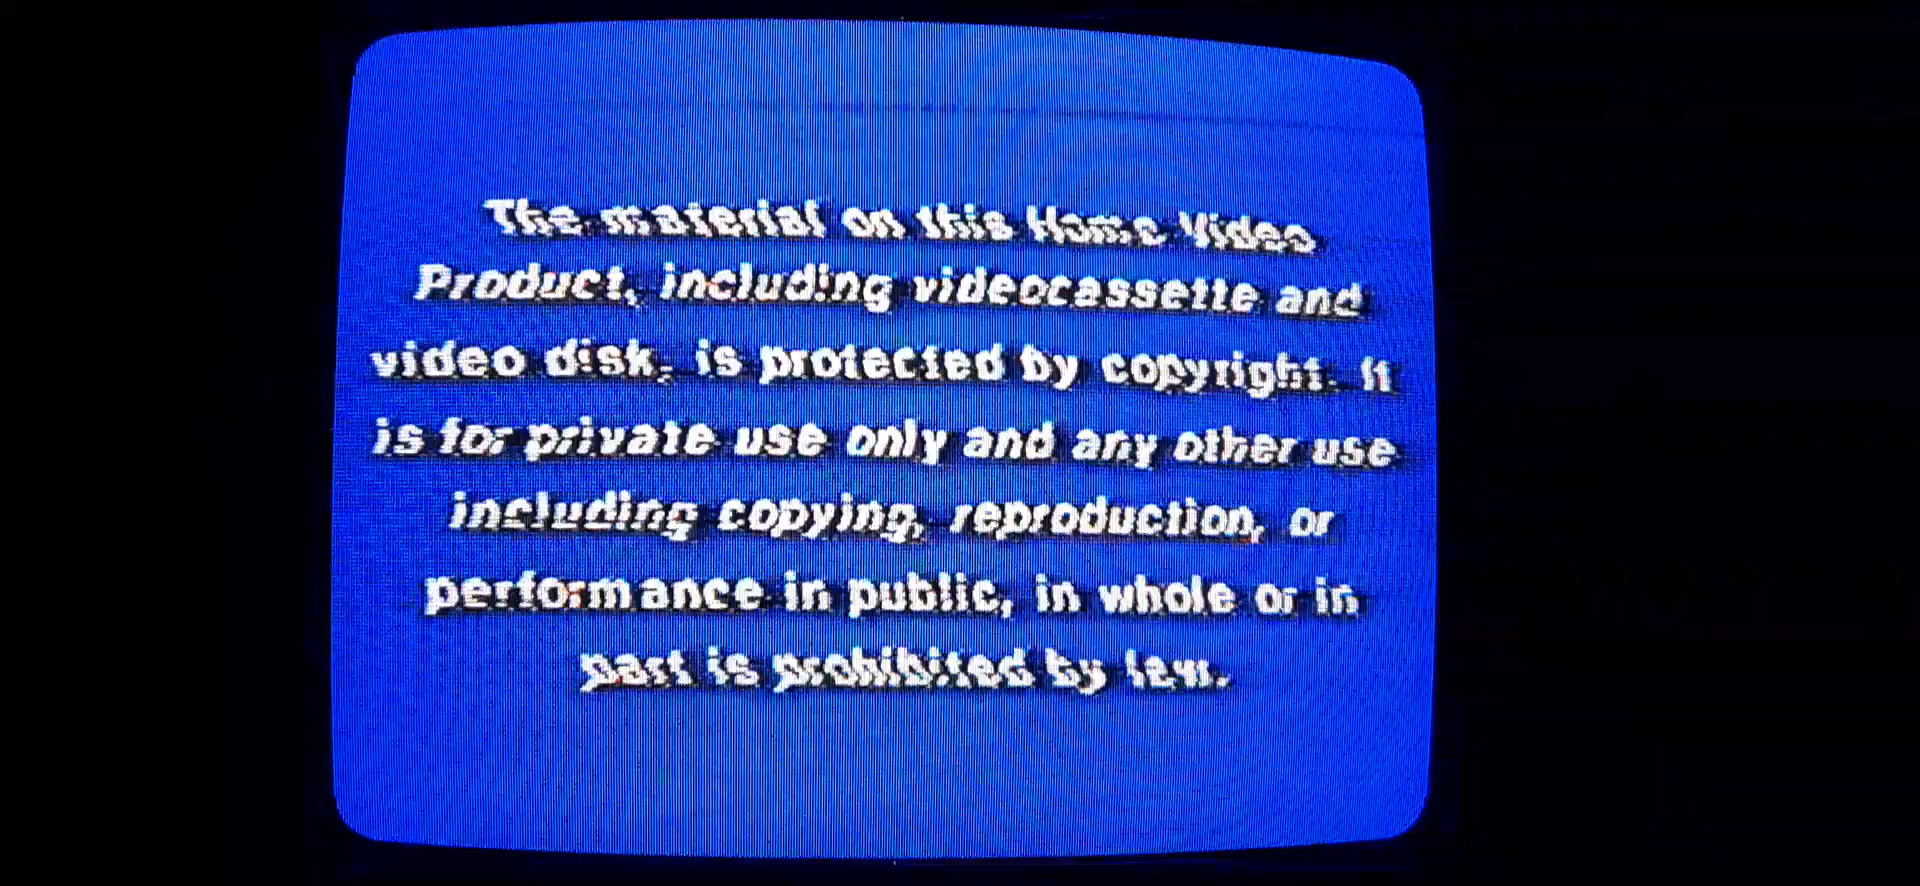 The material on this Home Video
Product, including videocassette and
video disk, is protected by copyright. It
is for private use only and any other use
including copying, reproduction, or
performance in public, in whole or in
part is prohibited by law.